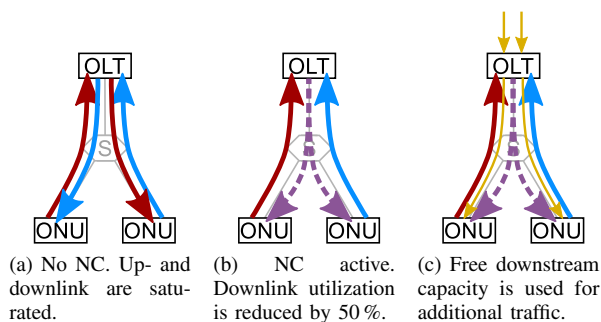 OLT
S
ONU
ONU
OLT
S
ONU
ONU
OLT
S
ONU
ONU
(a) No NC. Up- and
downlink are satu-
rated.
(b) NC active.
Downlink utilization
is reduced by 50 %.
(c) Free downstream
capacity is used for
additional traffic.